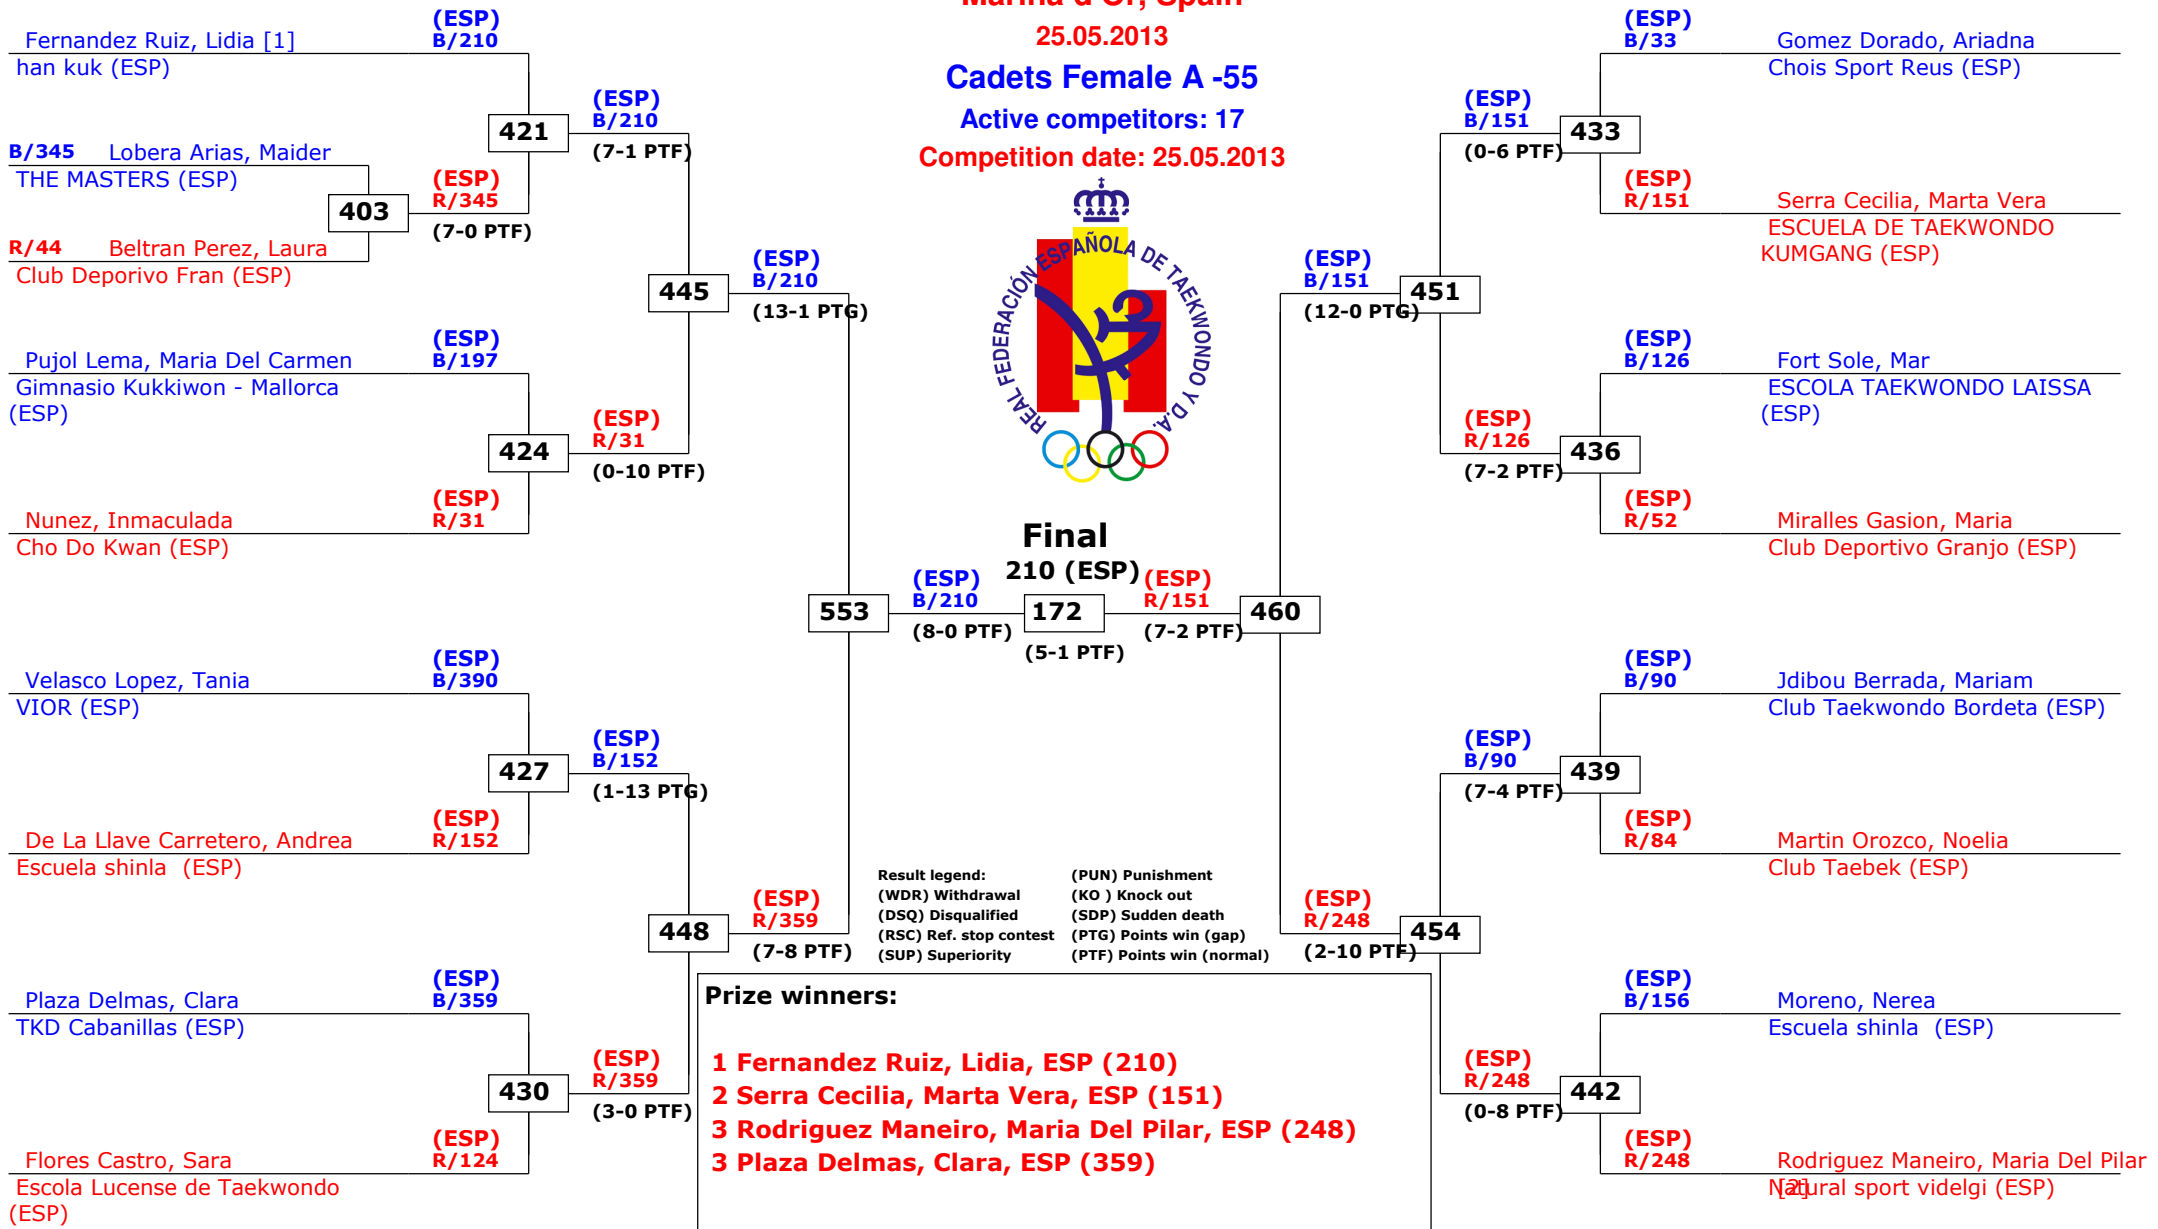 Marina d'Or, Spain
25.05.2013
Cadets Female A -55
Active competitors: 17
Competition date: 25.05.2013
REAL FEDERACIÓN ESPAÑOLA DE TAEKWONDO Y D.A.
(ESP)
Fernandez Ruiz, Lidia [1] B/210
han kuk (ESP)
(ESP)
B/210
421
(7-1 PTF)
B/345 Lobera Arias, Maider
THE MASTERS (ESP)
(ESP)
R/345
403
(7-0 PTF)
R/44 Beltran Perez, Laura
Club Deporivo Fran (ESP)
(ESP)
B/210
445
(13-1 PTG)
(ESP)
Pujol Lema, Maria Del Carmen B/197
Gimnasio Kukkiwon - Mallorca
(ESP)
(ESP)
R/31
424
(0-10 PTF)
(ESP)
Nunez, Inmaculada R/31
Cho Do Kwan (ESP)
553
(ESP)
B/210
(8-0 PTF)
(ESP)
Velasco Lopez, Tania B/390
VIOR (ESP)
(ESP)
B/152
427
(1-13 PTG)
(ESP)
De La Llave Carretero, Andrea R/152
Escuela shinla (ESP)
(ESP)
R/359
448
(7-8 PTF)
(ESP)
Plaza Delmas, Clara B/359
TKD Cabanillas (ESP)
(ESP)
R/359
430
(3-0 PTF)
(ESP)
Flores Castro, Sara R/124
Escola Lucense de Taekwondo
(ESP)
Final
210 (ESP)
172
(5-1 PTF)
(ESP)
R/151
460
(7-2 PTF)
(ESP)
B/33 Gomez Dorado, Ariadna
Chois Sport Reus (ESP)
(ESP)
B/151
433
(0-6 PTF)
(ESP)
R/151 Serra Cecilia, Marta Vera
ESCUELA DE TAEKWONDO
KUMGANG (ESP)
(ESP)
B/151
451
(12-0 PTG)
(ESP)
B/126 Fort Sole, Mar
ESCOLA TAEKWONDO LAISSA
(ESP)
(ESP)
R/126
436
(7-2 PTF)
(ESP)
R/52 Miralles Gasion, Maria
Club Deportivo Granjo (ESP)
(ESP)
B/90 Jdibou Berrada, Mariam
Club Taekwondo Bordeta (ESP)
(ESP)
B/90
439
(7-4 PTF)
(ESP)
R/84 Martin Orozco, Noelia
Club Taebek (ESP)
(ESP)
R/248
454
(2-10 PTF)
(ESP)
B/156 Moreno, Nerea
Escuela shinla (ESP)
(ESP)
R/248
442
(0-8 PTF)
(ESP)
R/248 Rodriguez Maneiro, Maria Del Pilar
[2]
Natural sport videlgi (ESP)
Result legend: (PUN) Punishment
(WDR) Withdrawal (KO ) Knock out
(DSQ) Disqualified (SDP) Sudden death
(RSC) Ref. stop contest (PTG) Points win (gap)
(SUP) Superiority (PTF) Points win (normal)
Prize winners:
1 Fernandez Ruiz, Lidia, ESP (210)
2 Serra Cecilia, Marta Vera, ESP (151)
3 Rodriguez Maneiro, Maria Del Pilar, ESP (248)
3 Plaza Delmas, Clara, ESP (359)